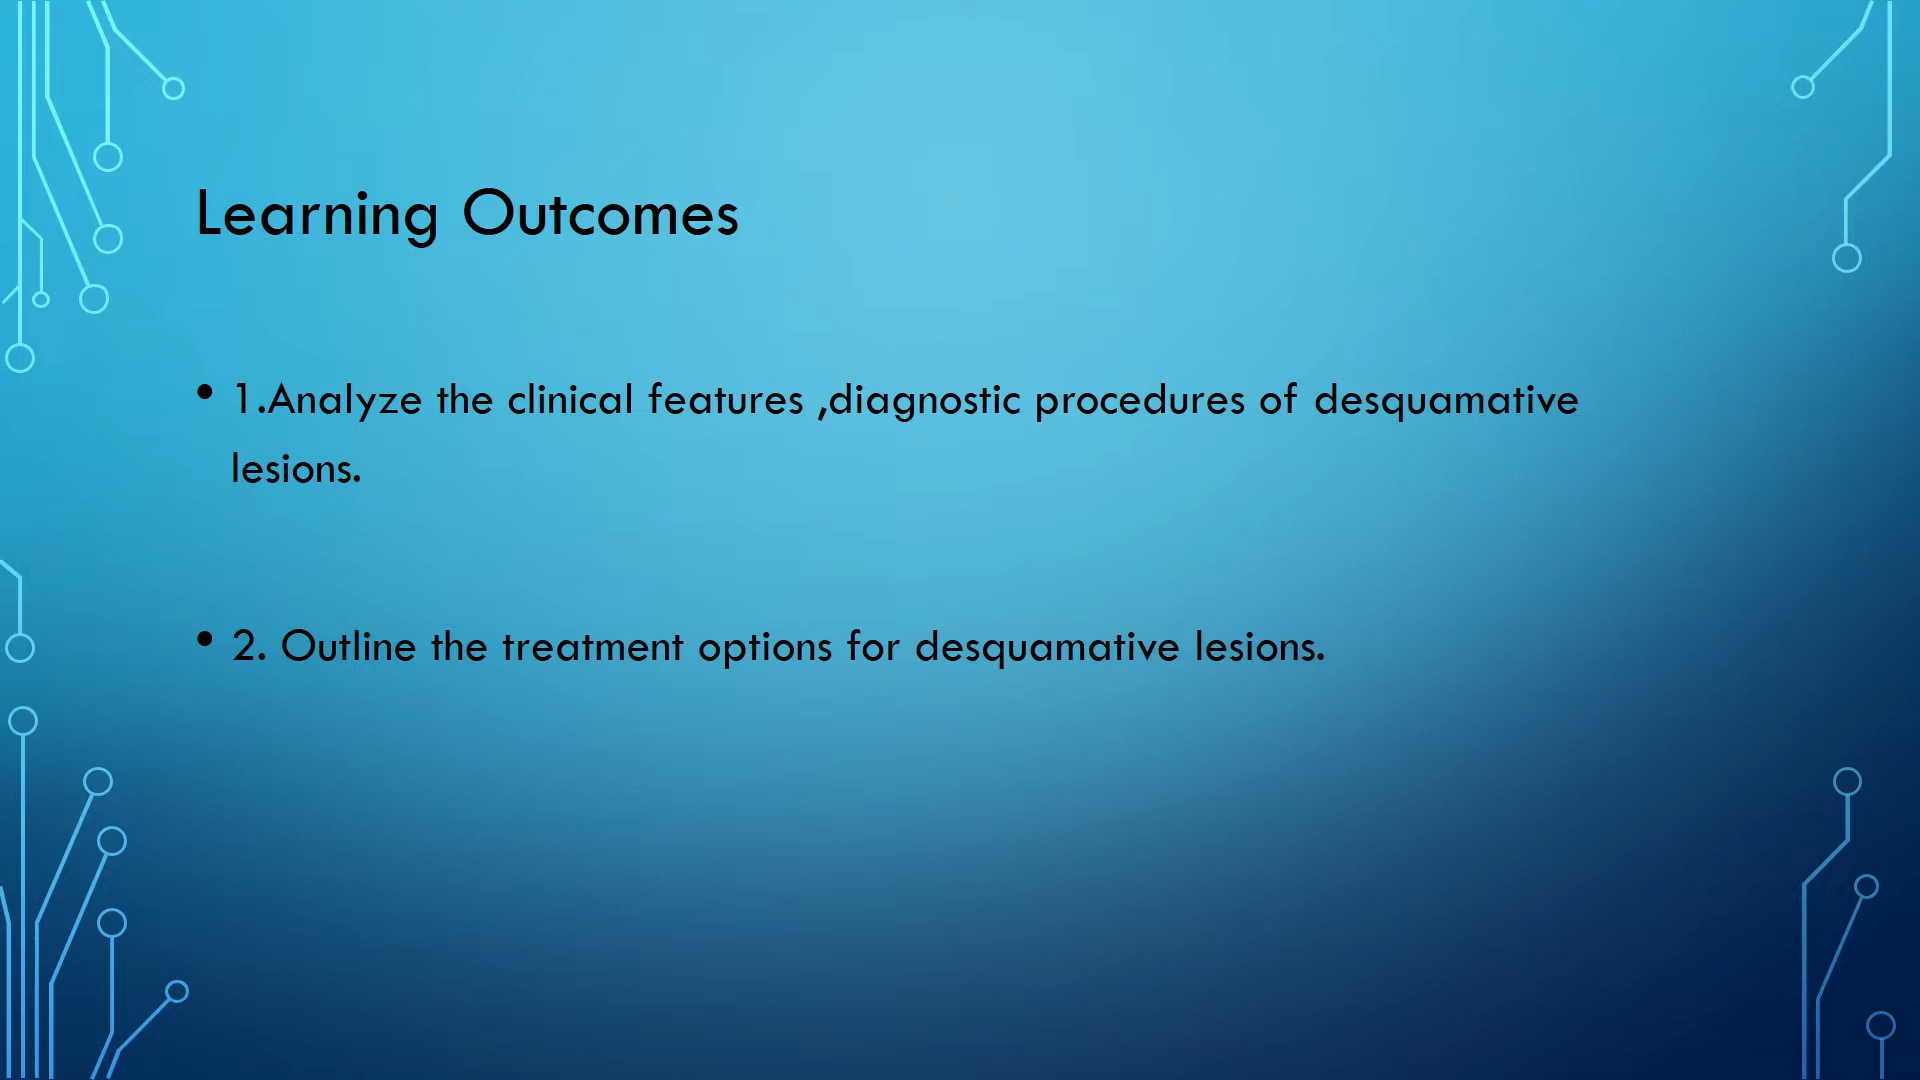 Learning Outcomes
• 1.Analyze the clinical features ,diagnostic procedures of desquamative
lesions.
• 2. Outline the treatment options for desquamative lesions.